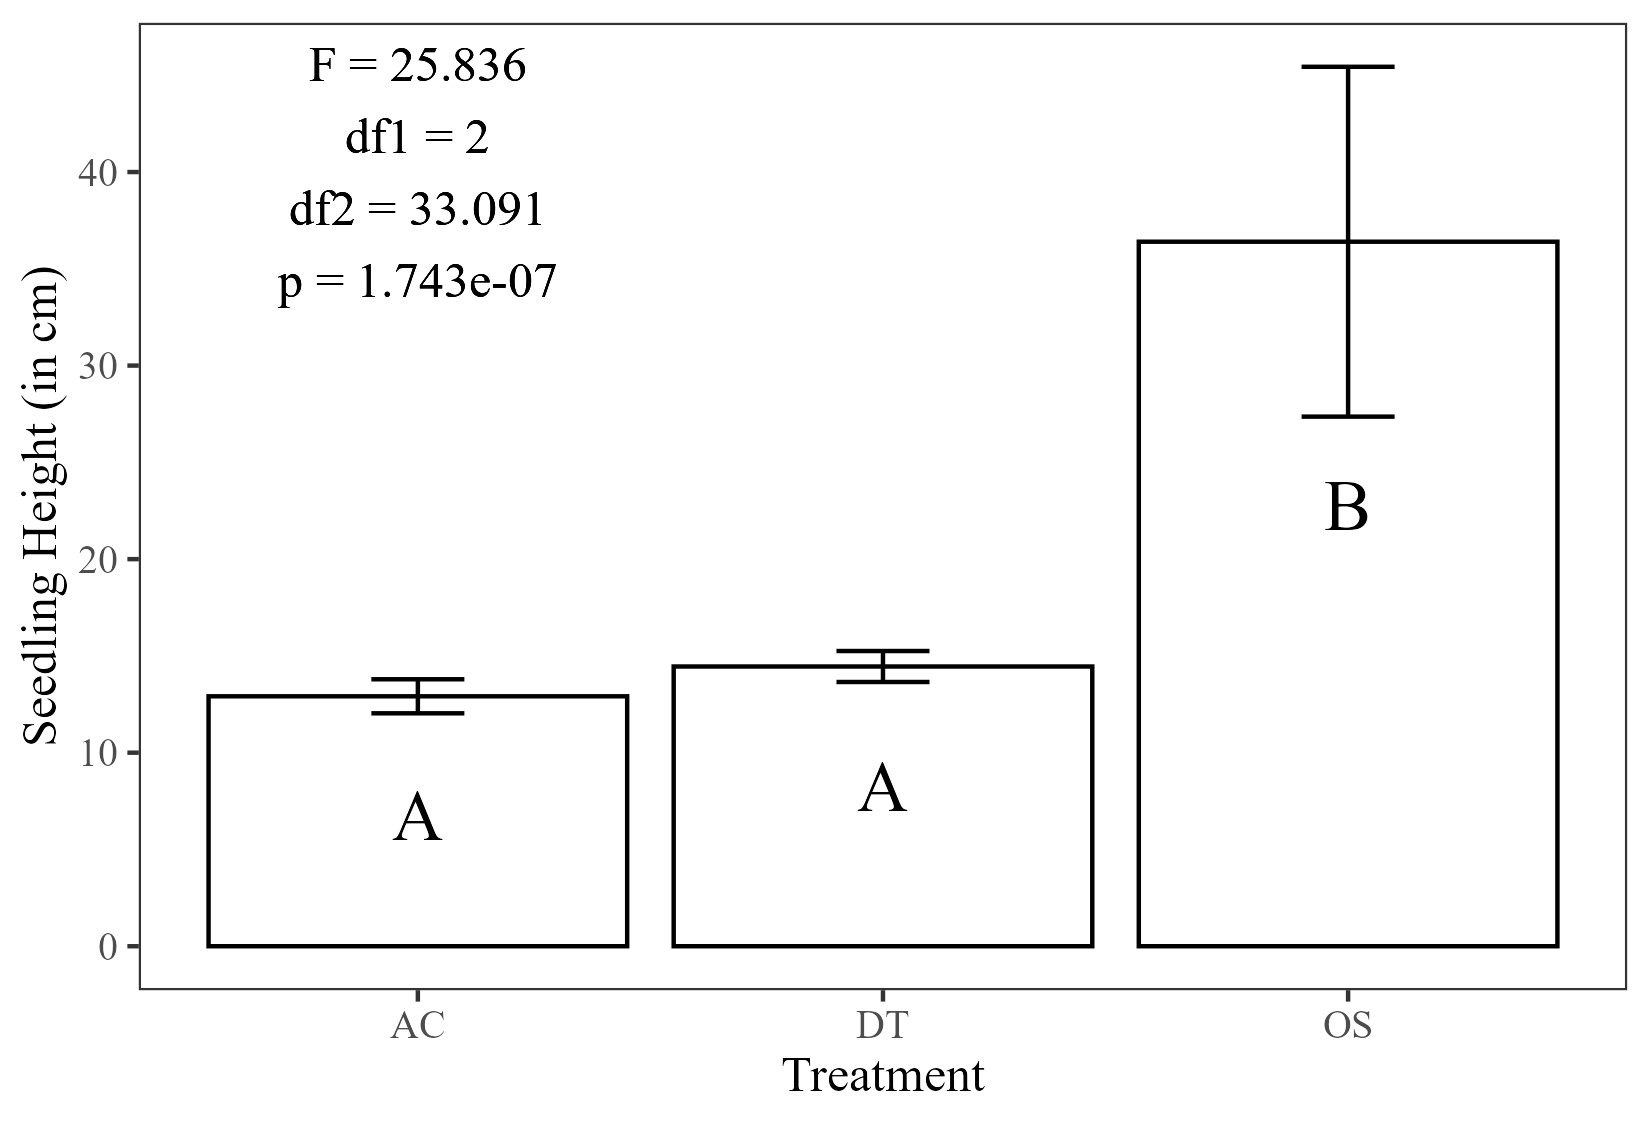 F = 25.836
df1 = 2
df2 = 33.091
p = 1.743e-07
Seedling Height (in cm)
40
30
20
10
0
A
A
B
AC
DT
OS
Treatment